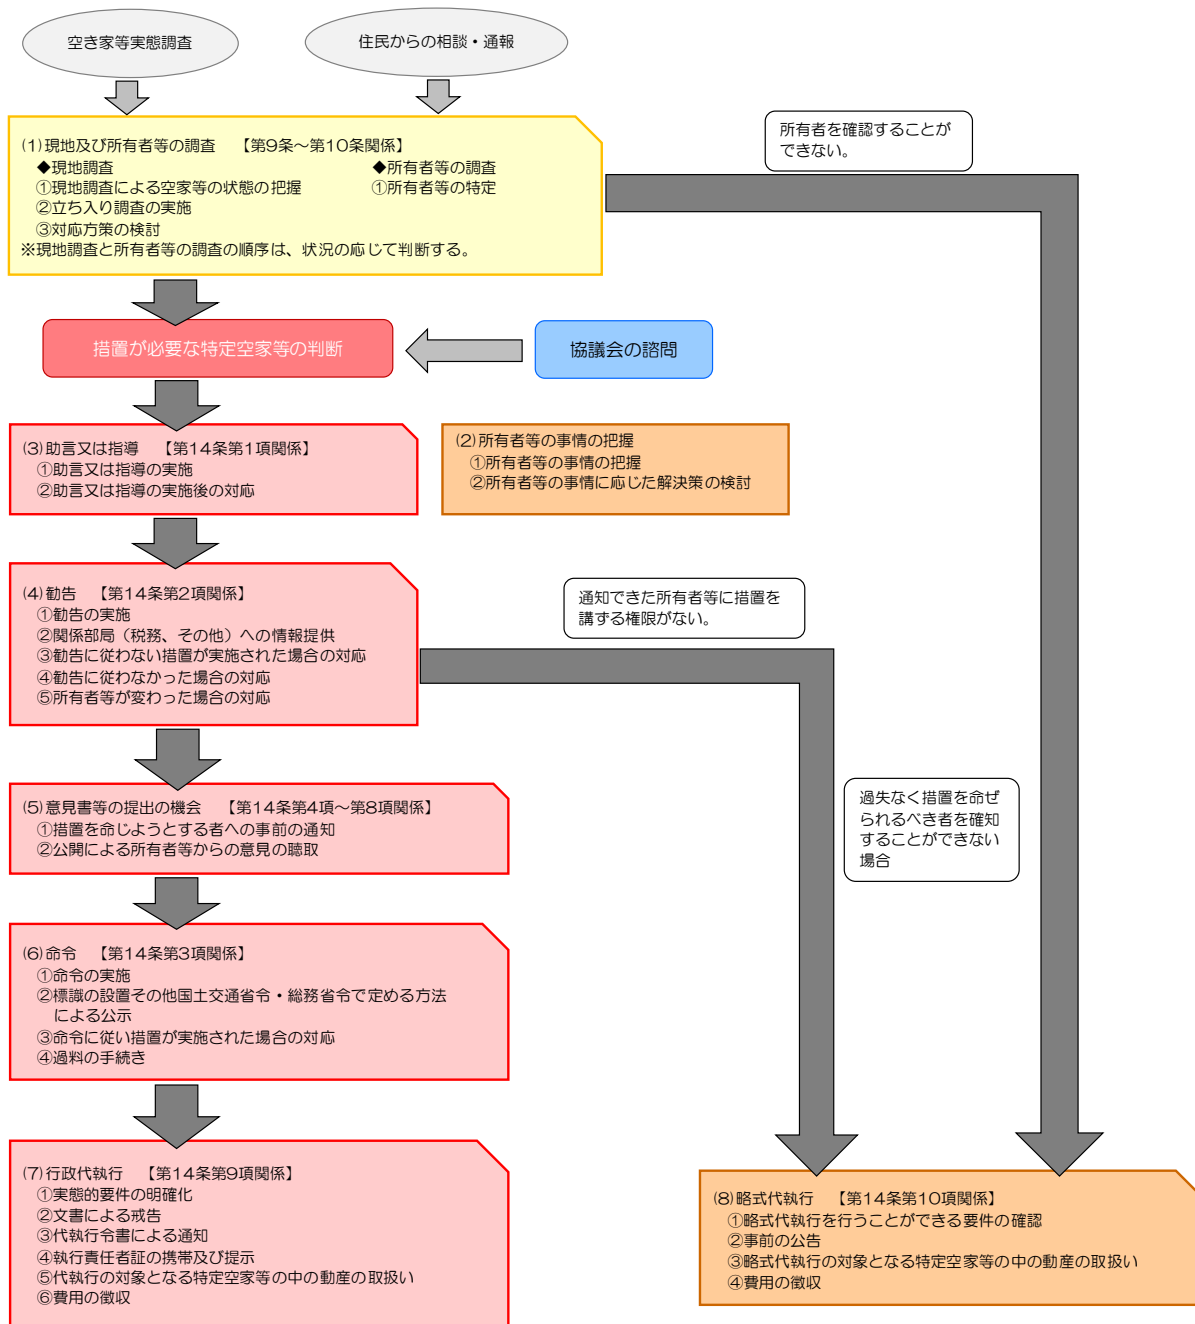 空き家等実態調査
住民からの相談・通報
(1)現地及び所有者等の調査 【第9条～第10条関係】
◆現地調査
①現地調査による空家等の状態の把握
②立ち入り調査の実施
③対応方策の検討
◆所有者等の調査
①所有者等の特定
※現地調査と所有者等の調査の順序は、状況の応じて判断する。
所有者を確認することが
できない。
措置が必要な特定空家等の判断
協議会の諮問
(3)助言又は指導 【第14条第1項関係】
①助言又は指導の実施
②助言又は指導の実施後の対応
(2)所有者等の事情の把握
①所有者等の事情の把握
②所有者等の事情に応じた解決策の検討
(4)勧告 【第14条第2項関係】
①勧告の実施
②関係部局（税務、その他）への情報提供
③勧告に従わない措置が実施された場合の対応
④勧告に従わなかった場合の対応
⑤所有者等が変わった場合の対応
通知できた所有者等に措置を
講ずる権限がない。
(5)意見書等の提出の機会 【第14条第4項～第8項関係】
①措置を命じようとする者への事前の通知
②公開による所有者等からの意見の聴取
過失なく措置を命ぜ
られるべき者を確知
することができない
場合
(6)命令 【第14条第3項関係】
①命令の実施
②標識の設置その他国土交通省令・総務省令で定める方法
による公示
③命令に従い措置が実施された場合の対応
④過料の手続き
(7)行政代執行 【第14条第9項関係】
①実態的要件の明確化
②文書による戒告
③代執行令書による通知
④執行責任者証の携帯及び提示
⑤代執行の対象となる特定空家等の中の動産の取扱い
⑥費用の徴収
(8)略式代執行 【第14条第10項関係】
①略式代執行を行うことができる要件の確認
②事前の公告
③略式代執行の対象となる特定空家等の中の動産の取扱い
④費用の徴収